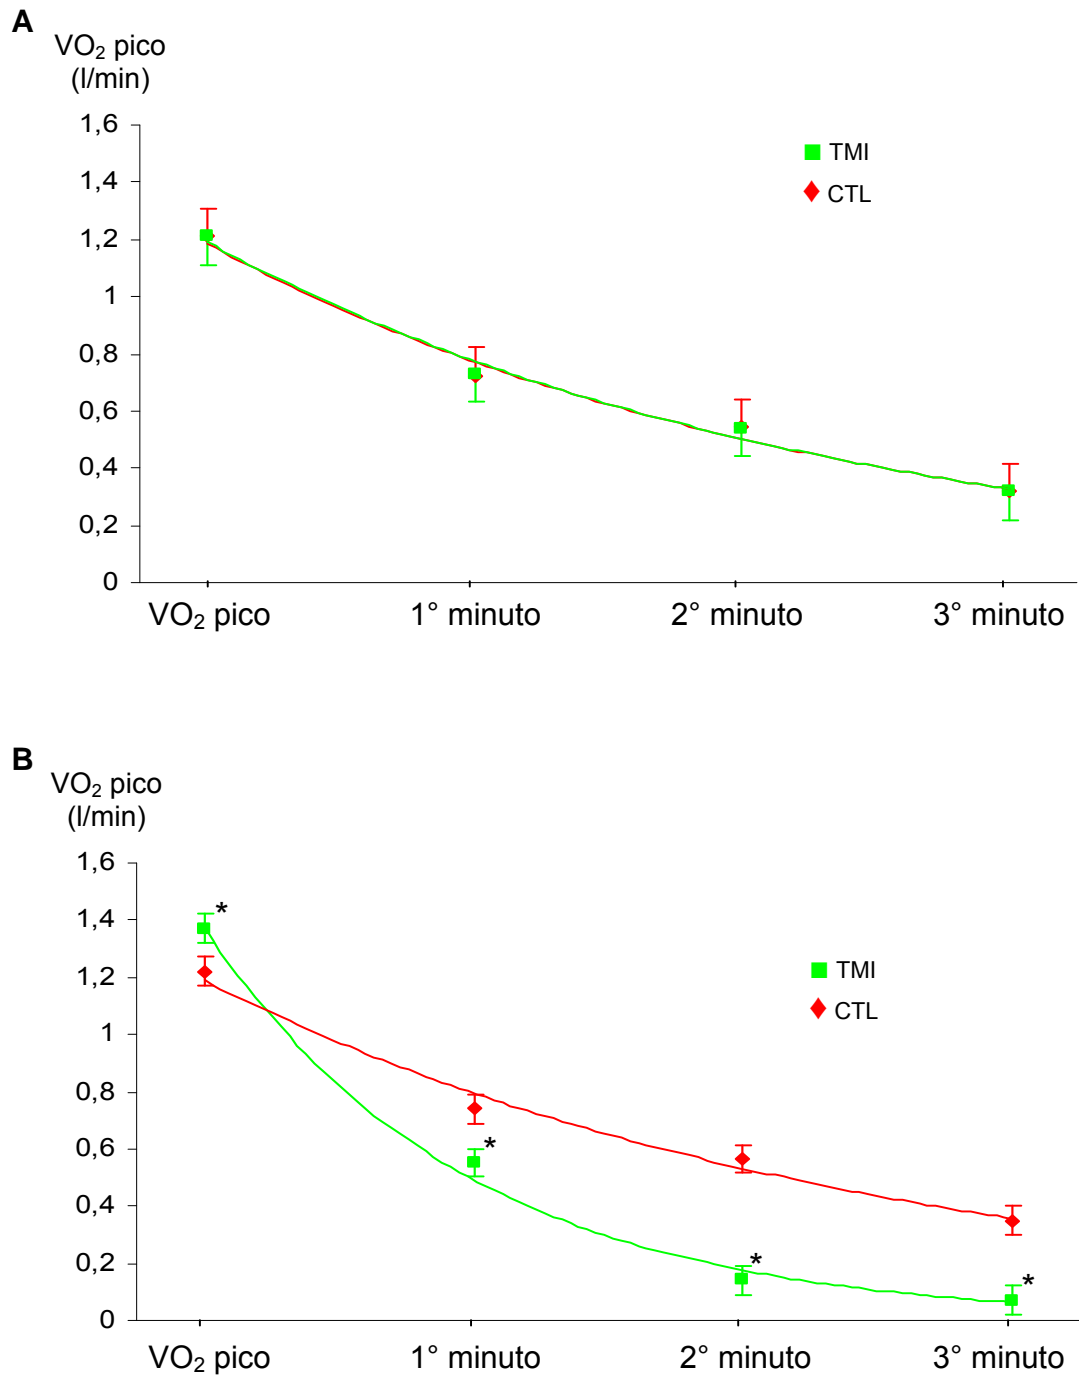 A
VO₂ pico
(l/min)
1,6
1,4
1,2
1
0,8
0,6
0,4
0,2
0
TMI
CTL
VO₂ pico 1° minuto 2° minuto 3° minuto
B
VO₂ pico
(l/min)
1,6
1,4
1,2
1
0,8
0,6
0,4
0,2
0
*
*
*
*
TMI
CTL
VO₂ pico 1° minuto 2° minuto 3° minuto